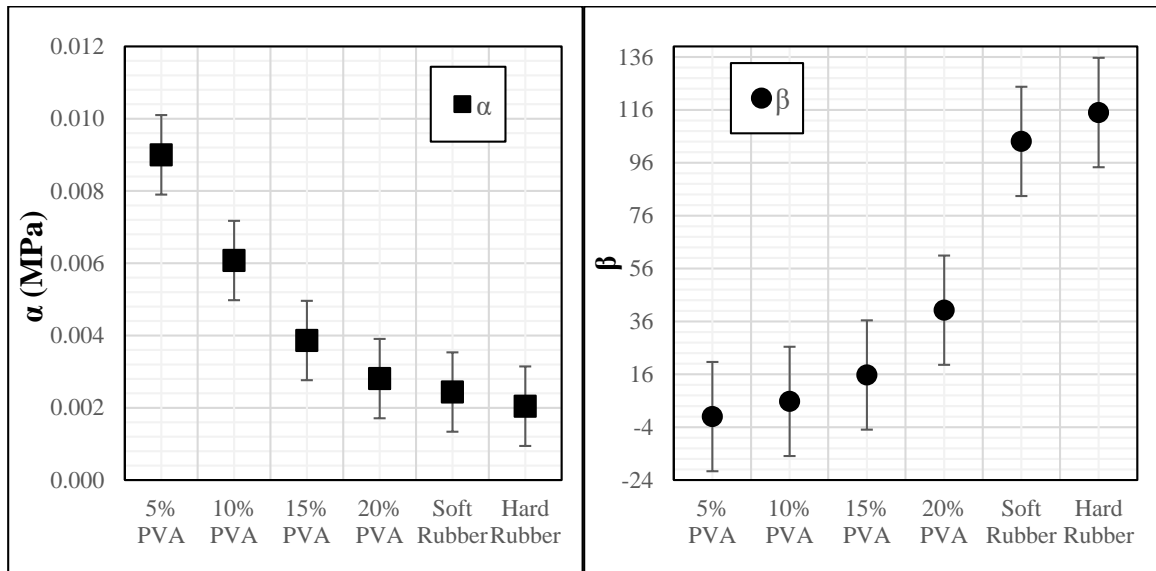 0.012
0.010
0.008
0.006
0.004
0.002
0.000
α (MPa)
α
5% PVA
10% PVA
15% PVA
20% PVA
Soft Rubber
Hard Rubber
136
116
96
76
56
36
16
-4
-24
β
β
5% PVA
10% PVA
15% PVA
20% PVA
Soft Rubber
Hard Rubber